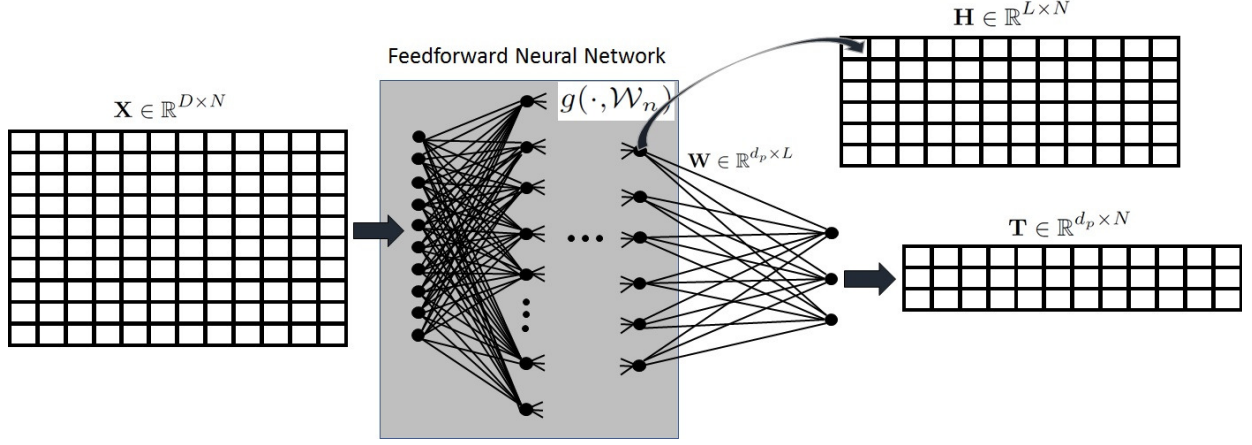 𝐇 ∈ ℝ^{L×N}
Feedforward Neural Network
g(·, 𝒲_n)
𝐗 ∈ ℝ^{D×N}
𝐖 ∈ ℝ^{d_p×L}
𝐓 ∈ ℝ^{d_p×N}